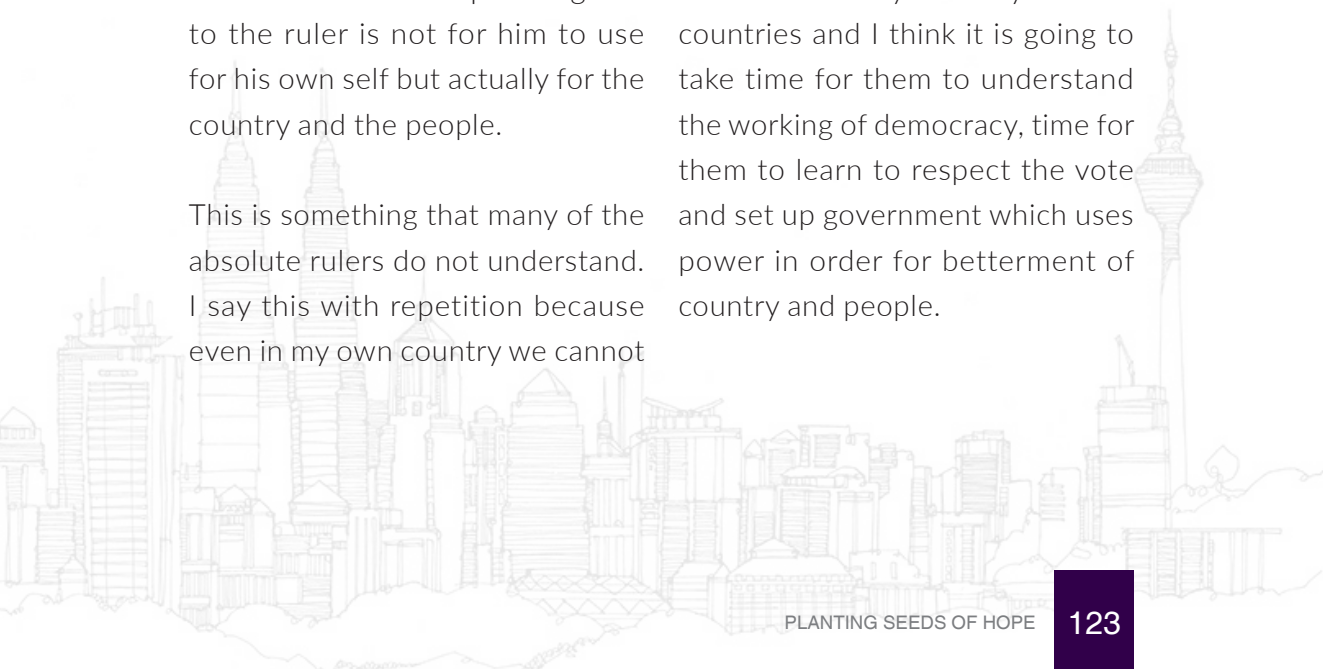 to the ruler is not for him to use
for his own self but actually for the
country and the people.
This is something that many of the
absolute rulers do not understand.
I say this with repetition because
even in my own country we cannot
countries and I think it is going to
take time for them to understand
the working of democracy, time for
them to learn to respect the vote
and set up government which uses
power in order for betterment of
country and people.
PLANTING SEEDS OF HOPE
123